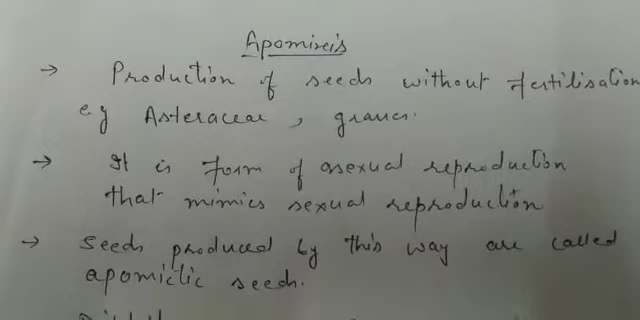 Apomixis
→ Production of seeds without fertilisation
eg Asteraceae, grasses.
→ It is form of asexual reproduction
that mimics sexual reproduction
→ Seeds produced by this way are called
apomictic seeds.